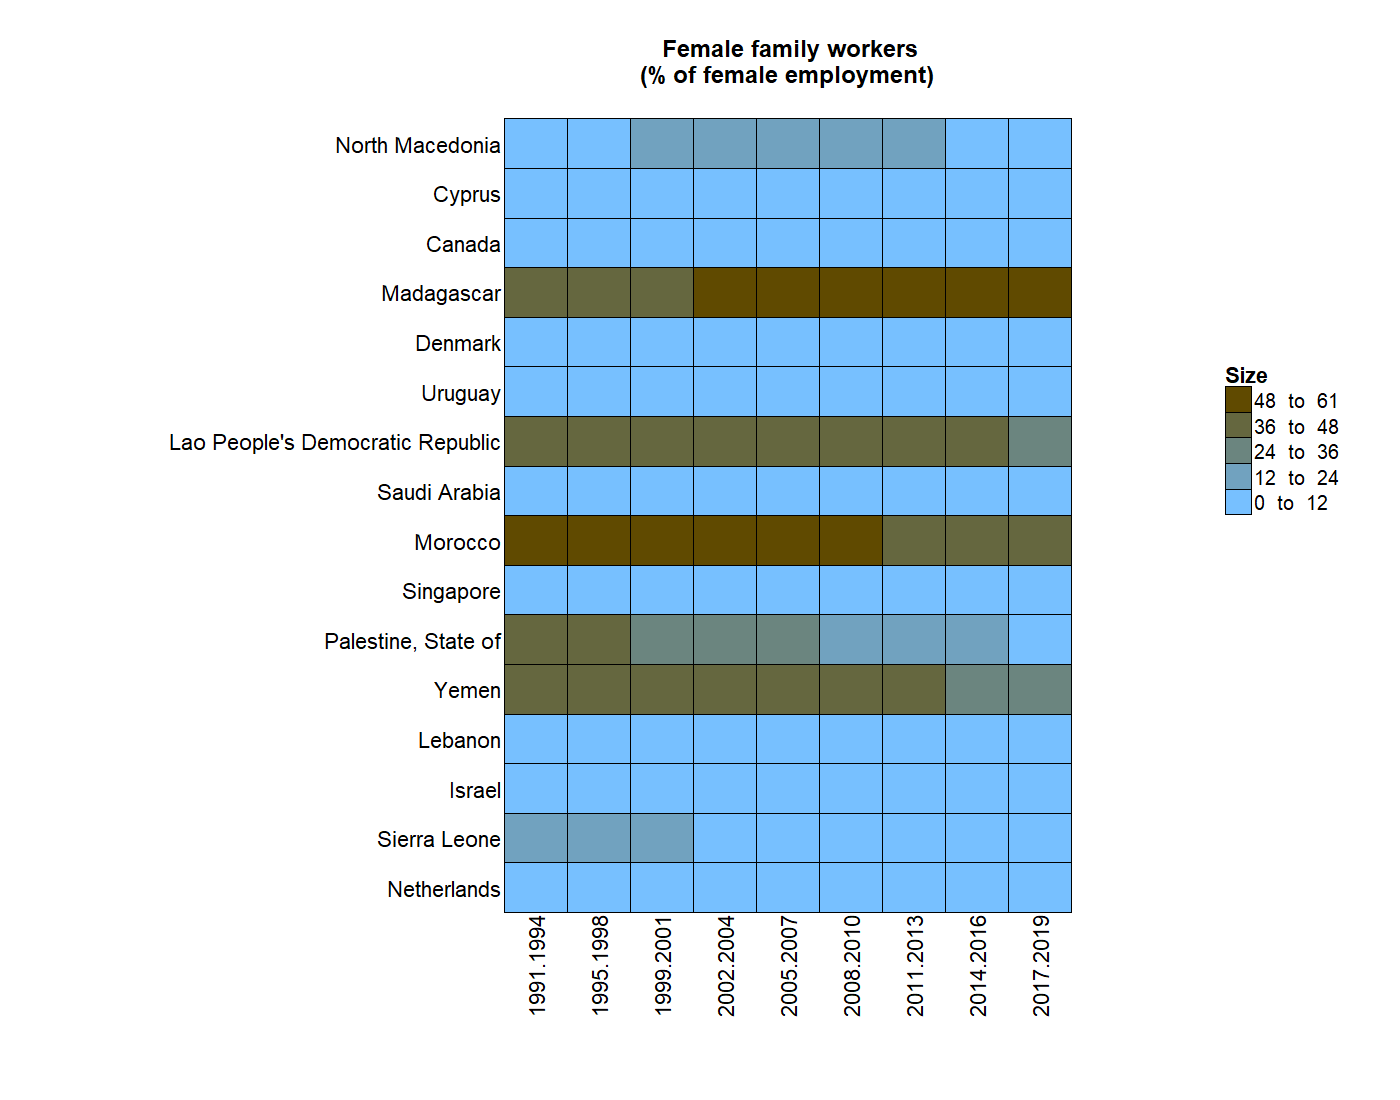 Female family workers
(% of female employment)
North Macedonia
Cyprus
Canada
Madagascar
Denmark
Uruguay
Lao People's Democratic Republic
Saudi Arabia
Morocco
Singapore
Palestine, State of
Yemen
Lebanon
Israel
Sierra Leone
Netherlands
1991.1994
1995.1998
1999.2001
2002.2004
2005.2007
2008.2010
2011.2013
2014.2016
2017.2019
Size
48 to 61
36 to 48
24 to 36
12 to 24
0 to 12